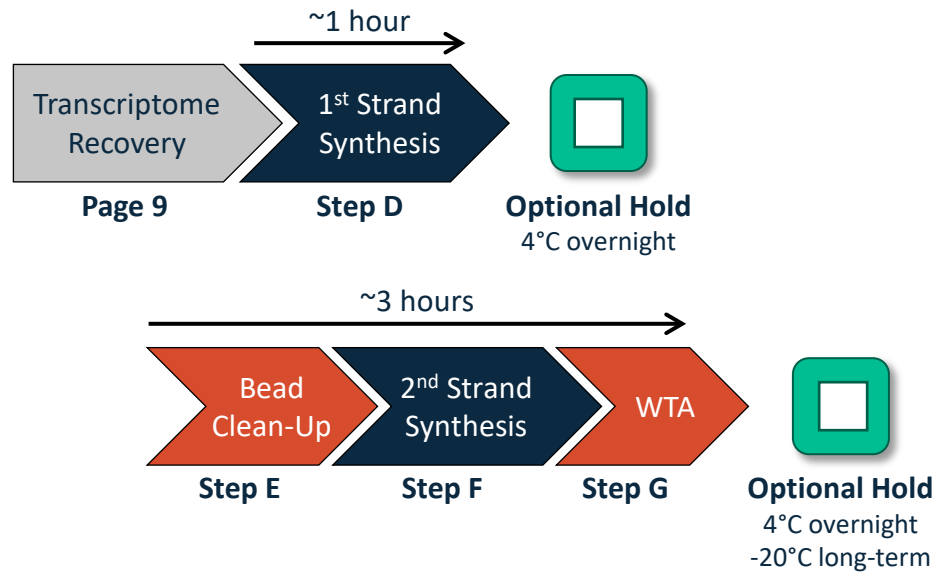 ~1 hour
Transcriptome
Recovery
1st Strand
Synthesis
Page 9
Step D
Optional Hold
4°C overnight
~3 hours
Bead
Clean-Up
2nd Strand
Synthesis
WTA
Step E
Step F
Step G
Optional Hold
4°C overnight
-20°C long-term